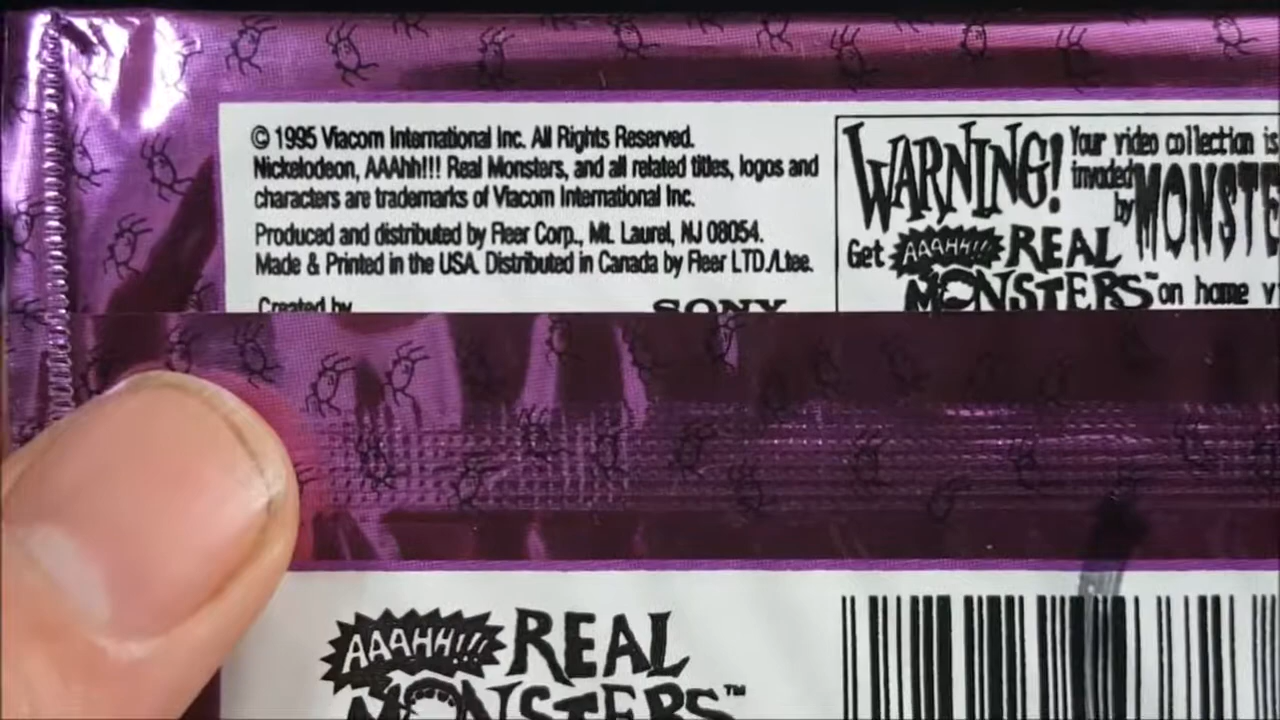 © 1995 Viacom International Inc. All Rights Reserved.
Nickelodeon, AAAhh!!! Real Monsters, and all related titles, logos and
characters are trademarks of Viacom International Inc.
Produced and distributed by Fleer Corp., Mt. Laurel, NJ 08054.
Made & Printed in the USA. Distributed in Canada by Fleer LTD./Ltee.
Created by
SONY
WARNING! Your video collection is
invaded
by MONSTE
Get AAAHH!!! REAL
MONSTERS™ on home v
AAAHH!!! REAL
MONSTERS™